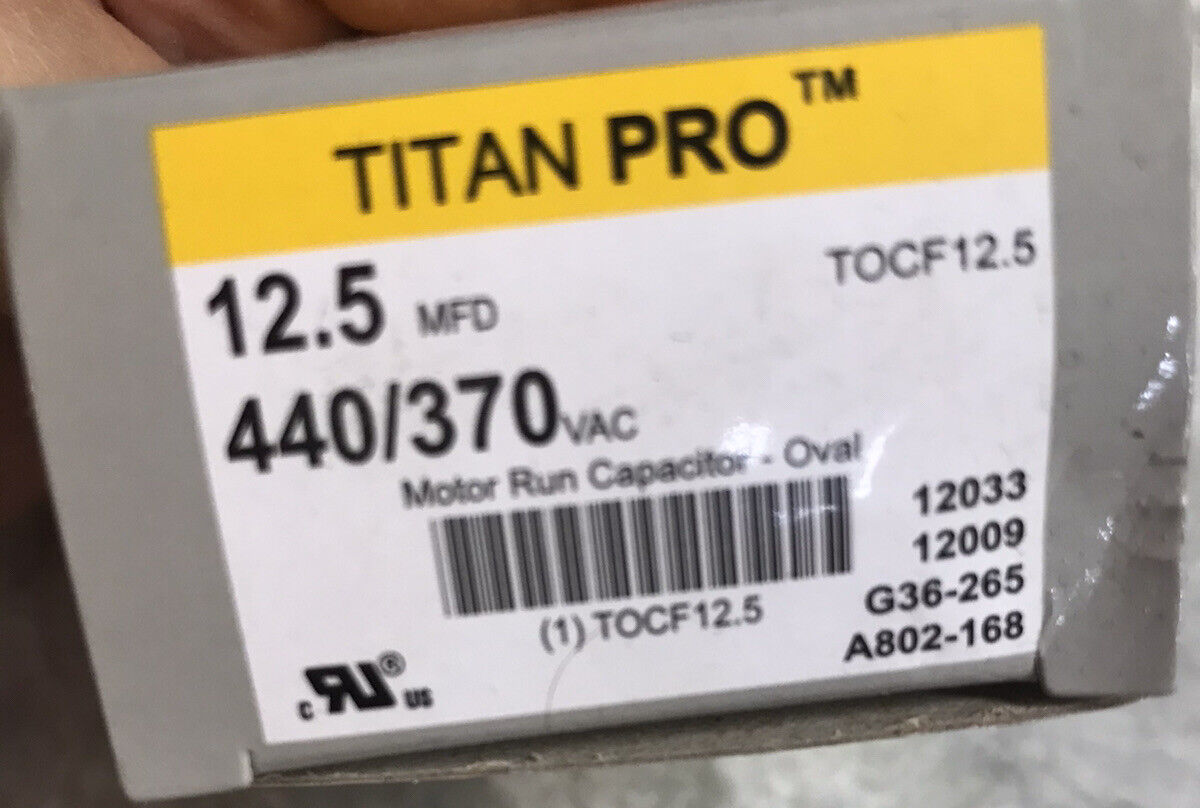 TITAN PRO™
TOCF12.5
12.5 MFD
440/370 VAC
Motor Run Capacitor - Oval
12033
12009
G36-265
A802-168
(1) TOCF12.5
c RU® US